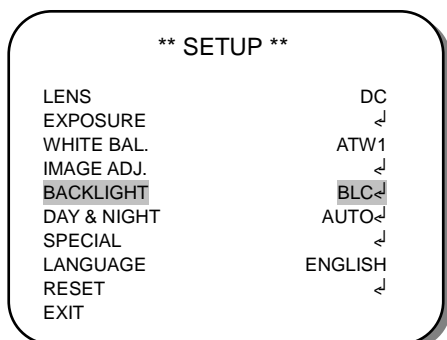 ** SETUP **
LENS DC
EXPOSURE ↲
WHITE BAL. ATW1
IMAGE ADJ. ↲
BACKLIGHT BLC↲
DAY & NIGHT AUTO↲
SPECIAL ↲
LANGUAGE ENGLISH
RESET ↲
EXIT